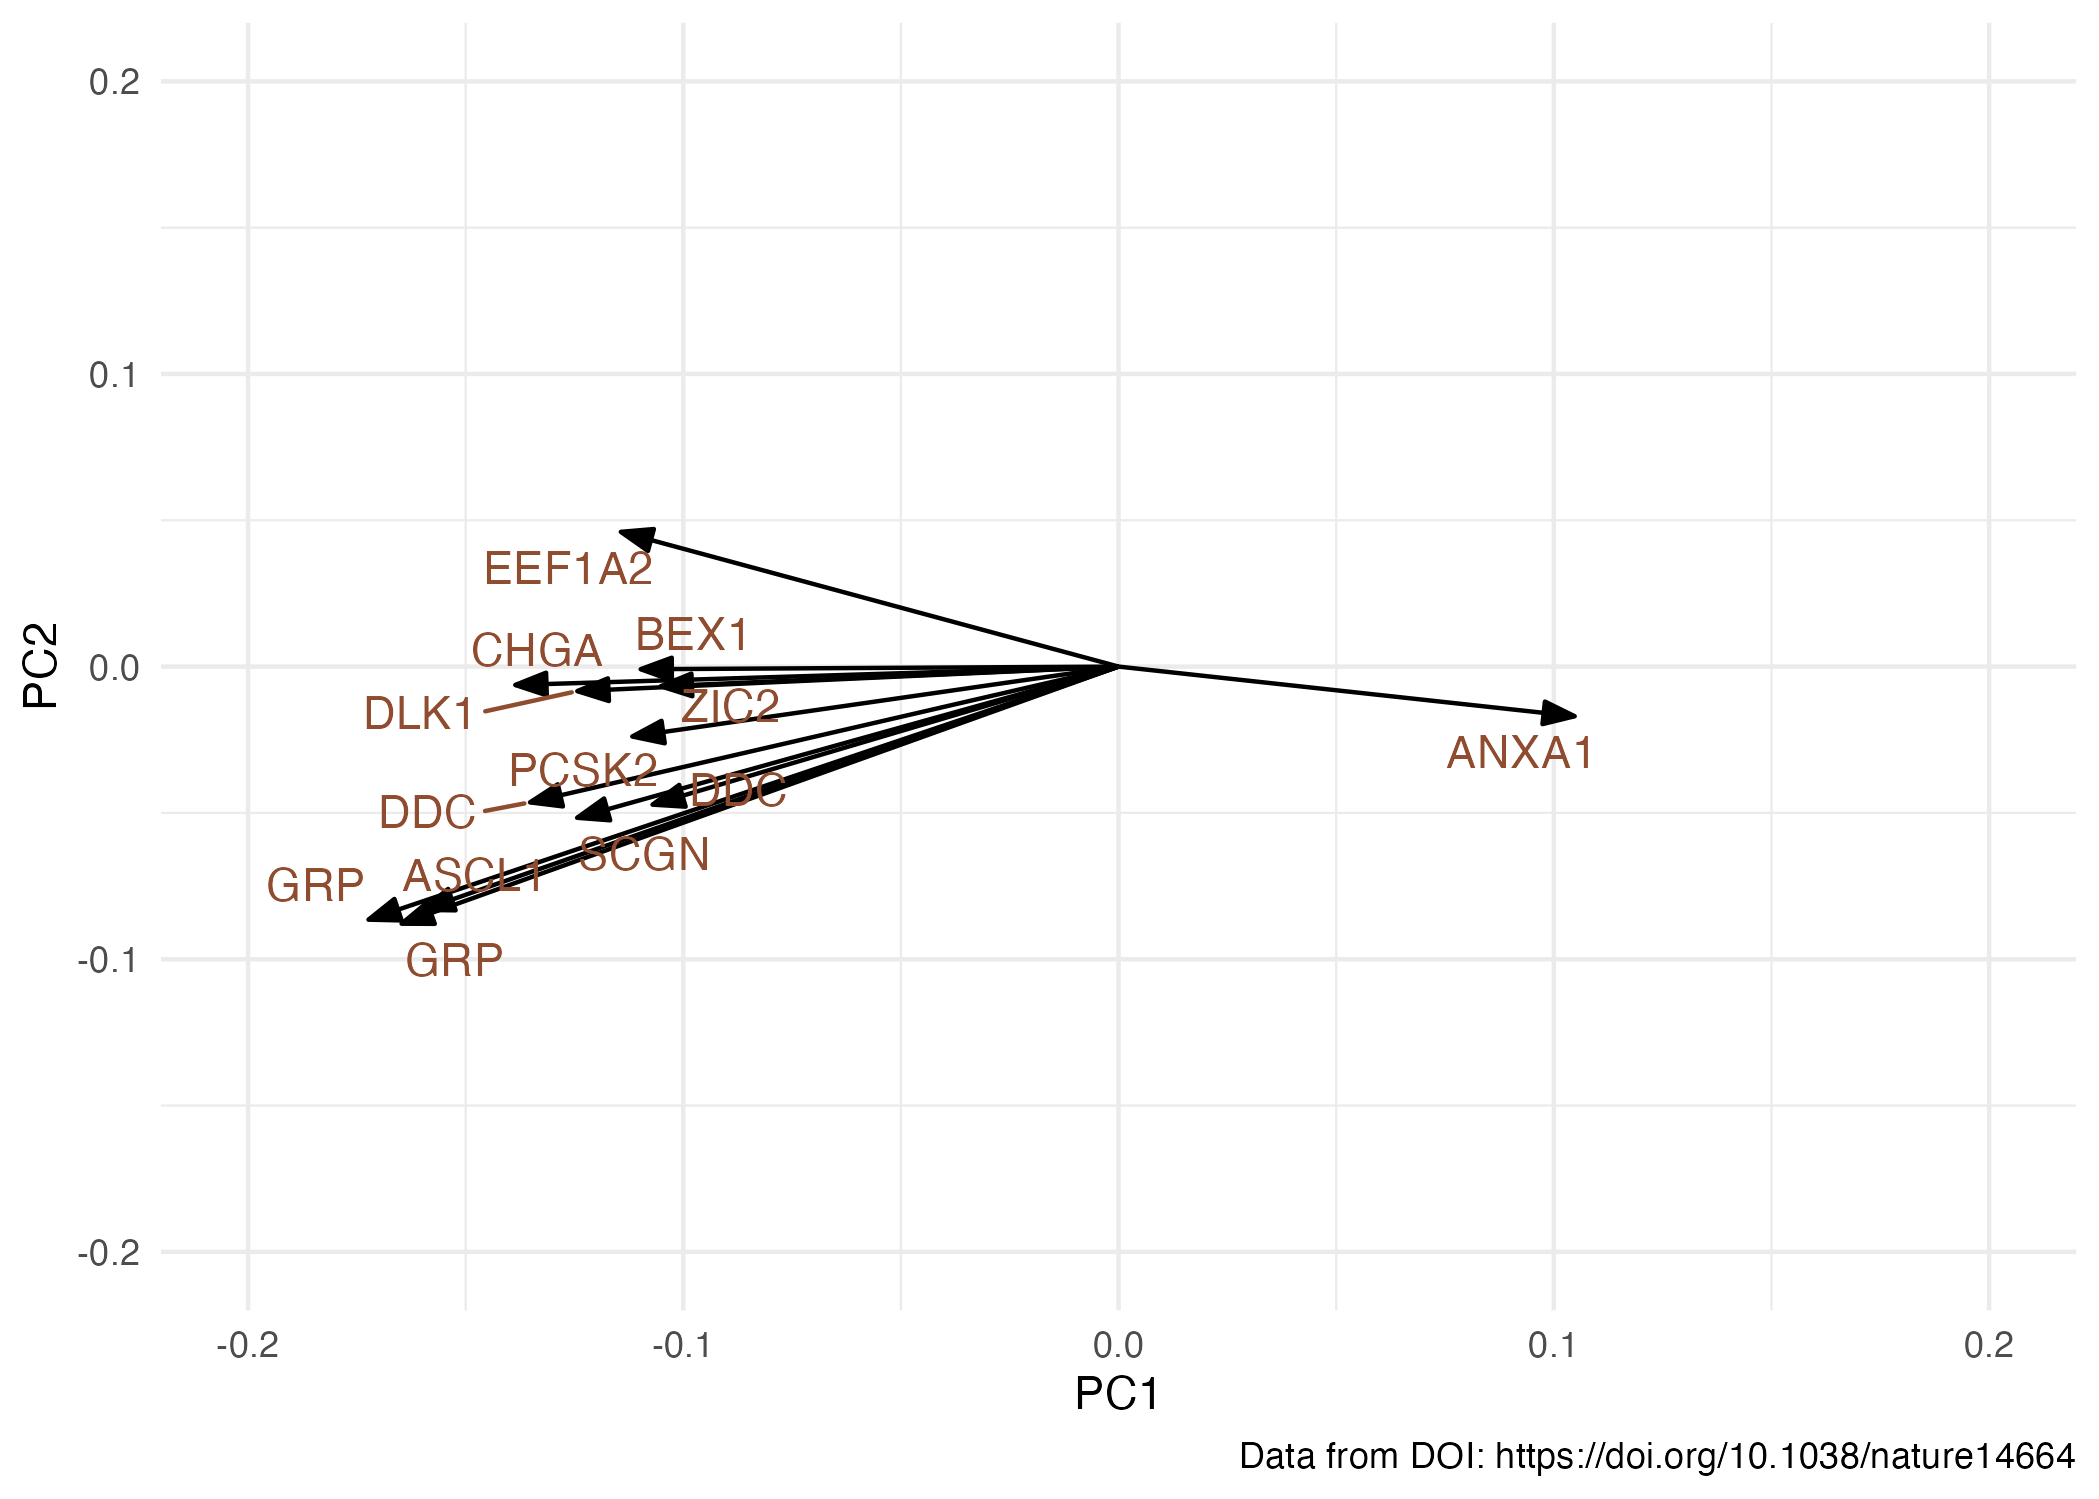 0.2
0.1
0.0
-0.1
-0.2
PC2
EEF1A2
BEX1
CHGA
DLK1
ZIC2
ANXA1
PCSK2
DDC
DDC
SCGN
ASCL1
GRP
GRP
-0.2
-0.1
0.0
0.1
0.2
PC1
Data from DOI: https://doi.org/10.1038/nature14664